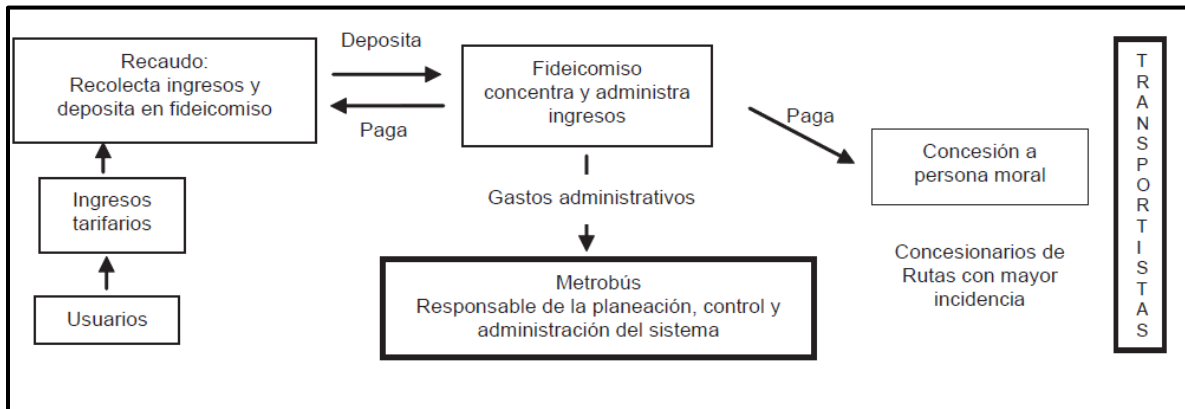 Recaudo:
Recolecta ingresos y
deposita en fideicomiso
Deposita
Paga
Fideicomiso
concentra y administra
ingresos
Paga
Concesión a
persona moral
Ingresos
tarifarios
Usuarios
Gastos administrativos
Metrobús
Responsable de la planeación, control y
administración del sistema
Concesionarios de
Rutas con mayor
incidencia
T
R
A
N
S
P
O
R
T
I
S
T
A
S